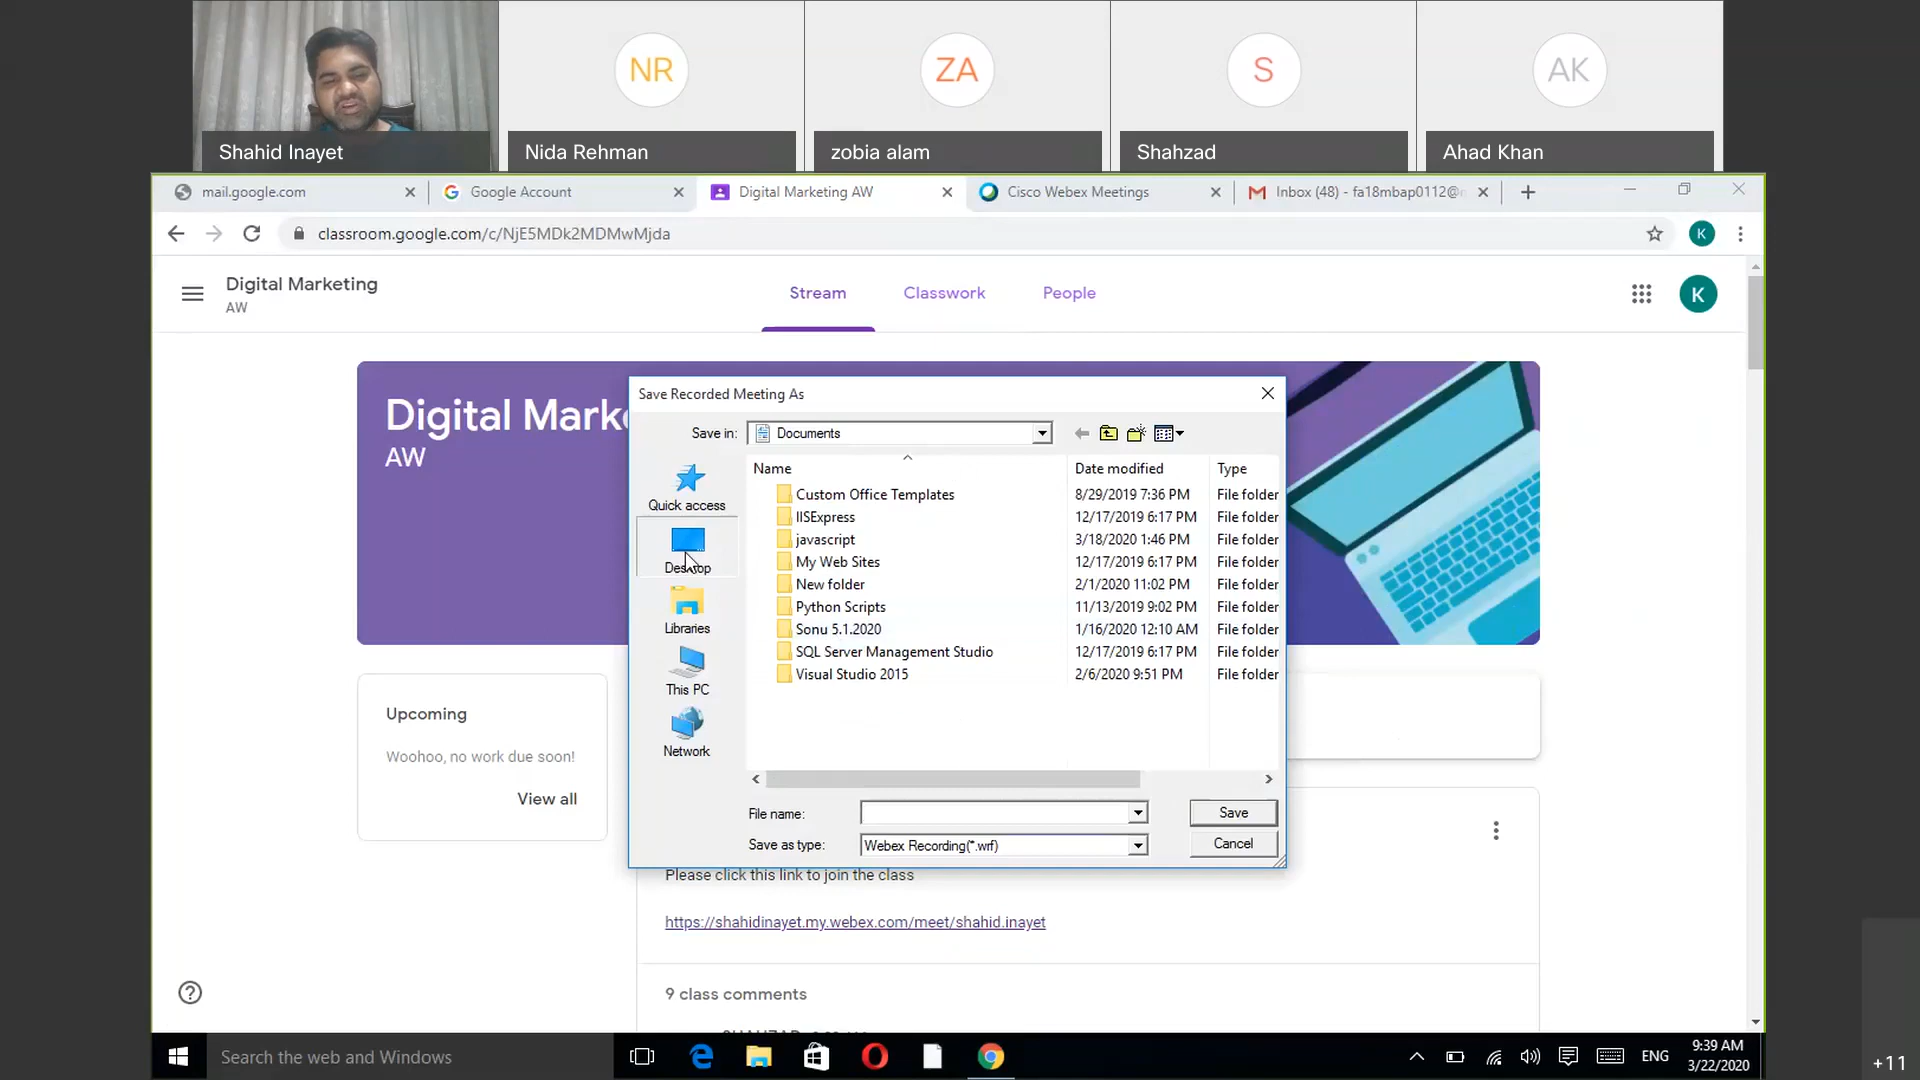 NR
ZA
S
AK
Shahid Inayet
Nida Rehman
zobia alam
Shahzad
Ahad Khan
mail.google.com
Google Account
Digital Marketing AW
Cisco Webex Meetings
Inbox (48) - fa18mbap0112@
classroom.google.com/c/NjE5MDk2MDMwMjda
K
Digital Marketing
AW
Stream
Classwork
People
K
Digital Mark
AW
Save Recorded Meeting As
Save in:
Documents
Name
Date modified
Type
Quick access
Desktop
Libraries
This PC
Network
Custom Office Templates 8/29/2019 7:36 PM File folder
IISExpress 12/17/2019 6:17 PM File folder
javascript 3/18/2020 1:46 PM File folder
My Web Sites 12/17/2019 6:17 PM File folder
New folder 2/1/2020 11:02 PM File folder
Python Scripts 11/13/2019 9:02 PM File folder
Sonu 5.1.2020 1/16/2020 12:10 AM File folder
SQL Server Management Studio 12/17/2019 6:17 PM File folder
Visual Studio 2015 2/6/2020 9:51 PM File folder
File name:
Save
Save as type:
Webex Recording(*.wrf)
Cancel
Upcoming
Woohoo, no work due soon!
View all
Please click this link to join the class
https://shahidinayet.my.webex.com/meet/shahid.inayet
9 class comments
Search the web and Windows
ENG
9:39 AM
3/22/2020
+11